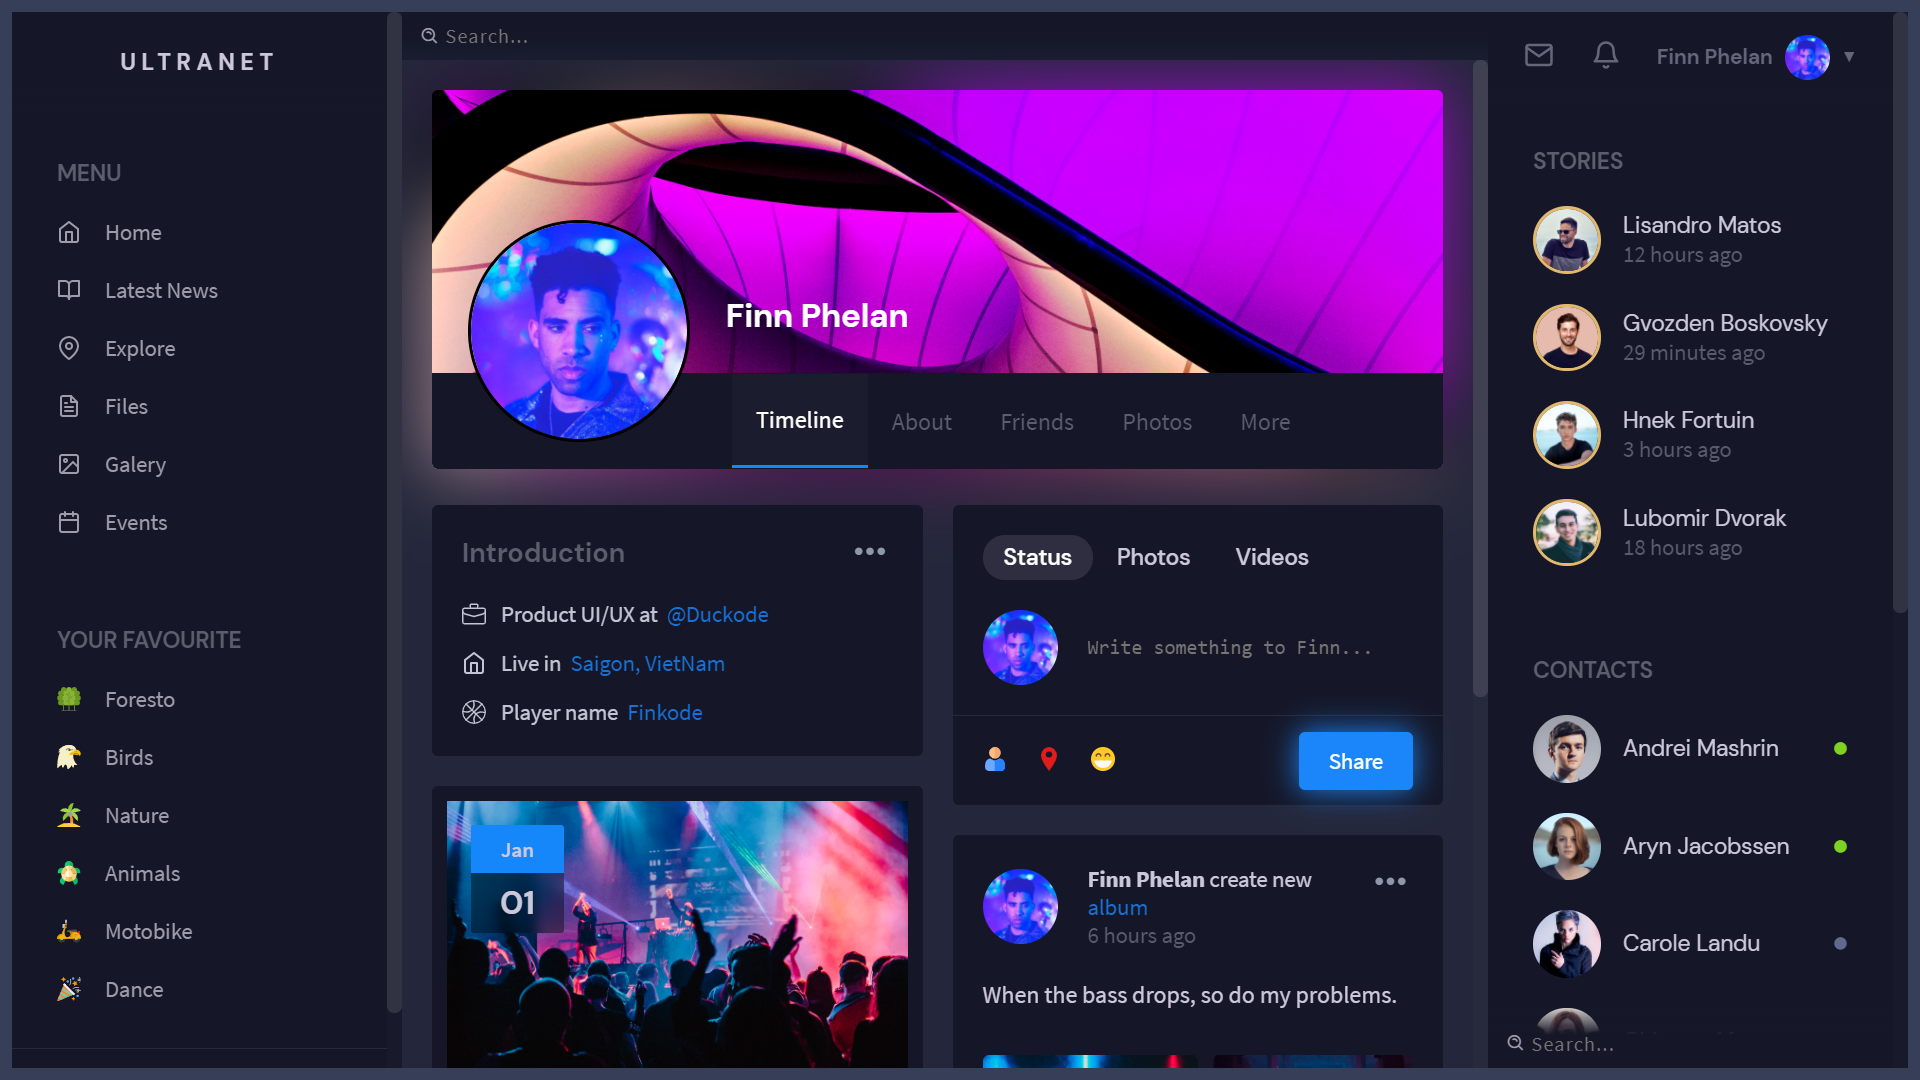 ULTRANET
MENU
Home
Latest News
Explore
Files
Galery
Events
YOUR FAVOURITE
Foresto
Birds
Nature
Animals
Motobike
Dance
Search...
Finn Phelan
Timeline
About
Friends
Photos
More
Introduction
Product UI/UX at @Duckode
Live in Saigon, VietNam
Player name Finkode
Jan
01
Status
Photos
Videos
Write something to Finn...
Share
Finn Phelan create new
album
6 hours ago
When the bass drops, so do my problems.
Finn Phelan ▼
STORIES
Lisandro Matos
12 hours ago
Gvozden Boskovsky
29 minutes ago
Hnek Fortuin
3 hours ago
Lubomir Dvorak
18 hours ago
CONTACTS
Andrei Mashrin
Aryn Jacobssen
Carole Landu
Search...